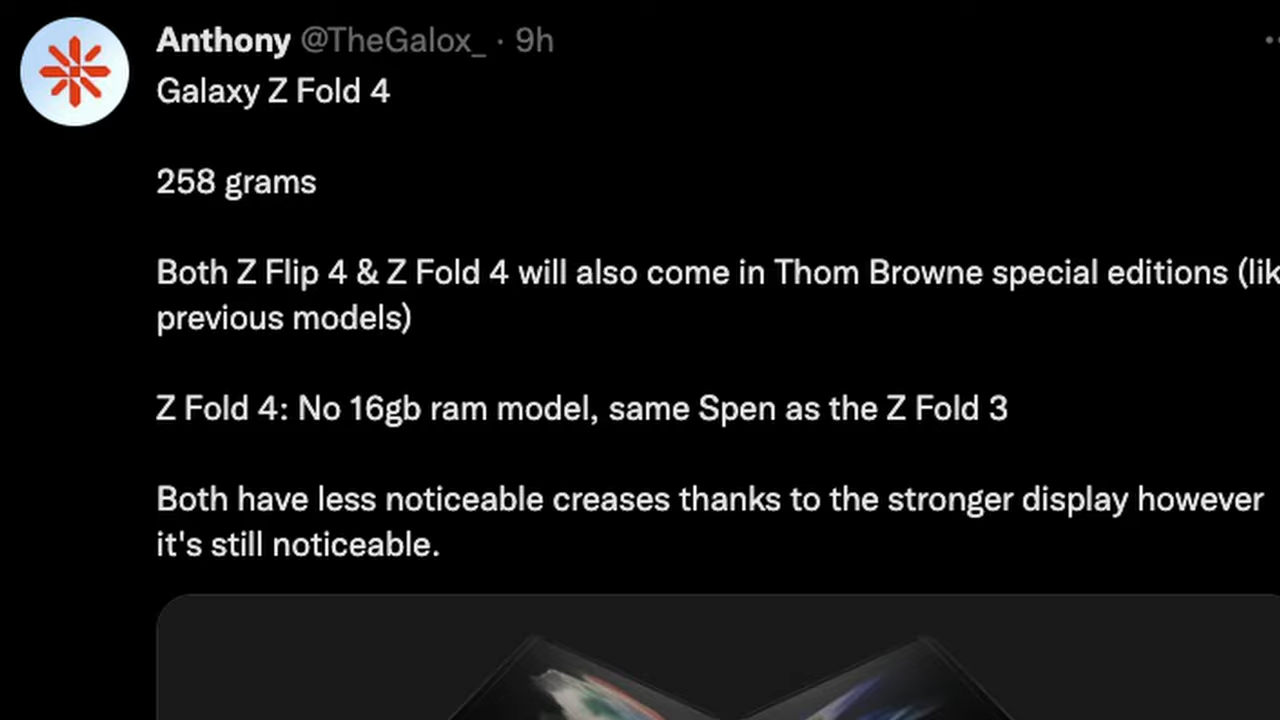 Anthony @TheGalox_ · 9h
Galaxy Z Fold 4
258 grams
Both Z Flip 4 & Z Fold 4 will also come in Thom Browne special editions (lik
previous models)
Z Fold 4: No 16gb ram model, same Spen as the Z Fold 3
Both have less noticeable creases thanks to the stronger display however
it's still noticeable.